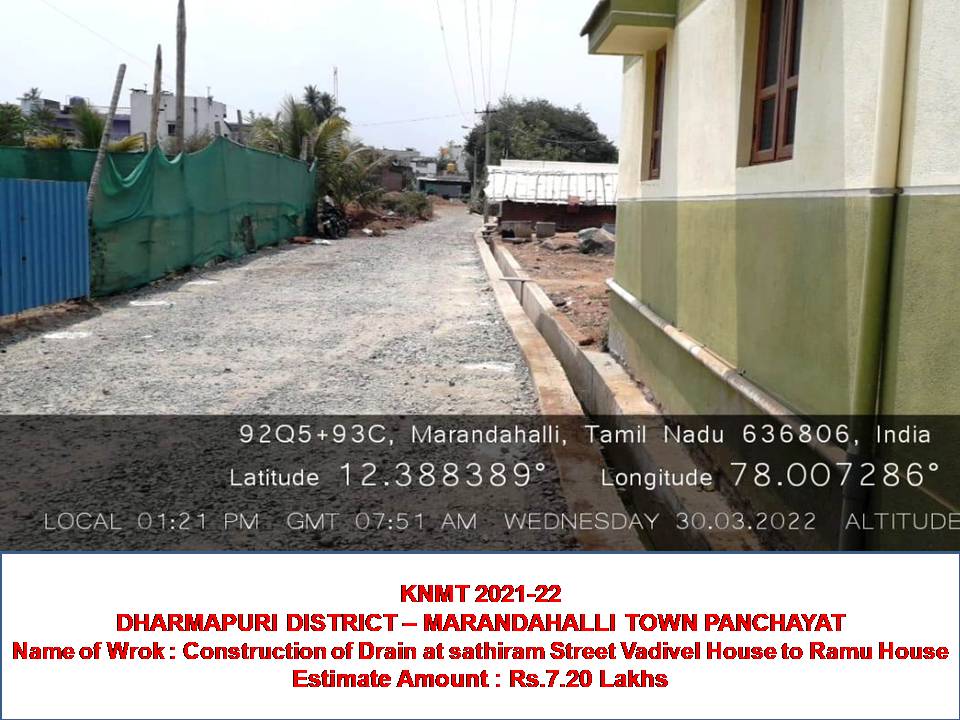 92Q5+93C, Marandahalli, Tamil Nadu 636806, India
Latitude 12.388389° Longitude 78.007286°
LOCAL 01:21 PM GMT 07:51 AM WEDNESDAY 30.03.2022 ALTITUDE
KNMT 2021-22
DHARMAPURI DISTRICT – MARANDAHALLI TOWN PANCHAYAT
Name of Wrok : Construction of Drain at sathiram Street Vadivel House to Ramu House
Estimate Amount : Rs.7.20 Lakhs